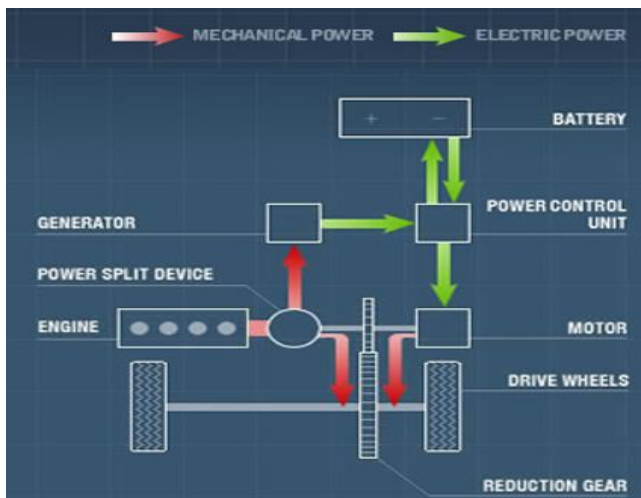 MECHANICAL POWER
ELECTRIC POWER
+ −
BATTERY
POWER CONTROL
UNIT
GENERATOR
POWER SPLIT DEVICE
ENGINE
MOTOR
DRIVE WHEELS
REDUCTION GEAR